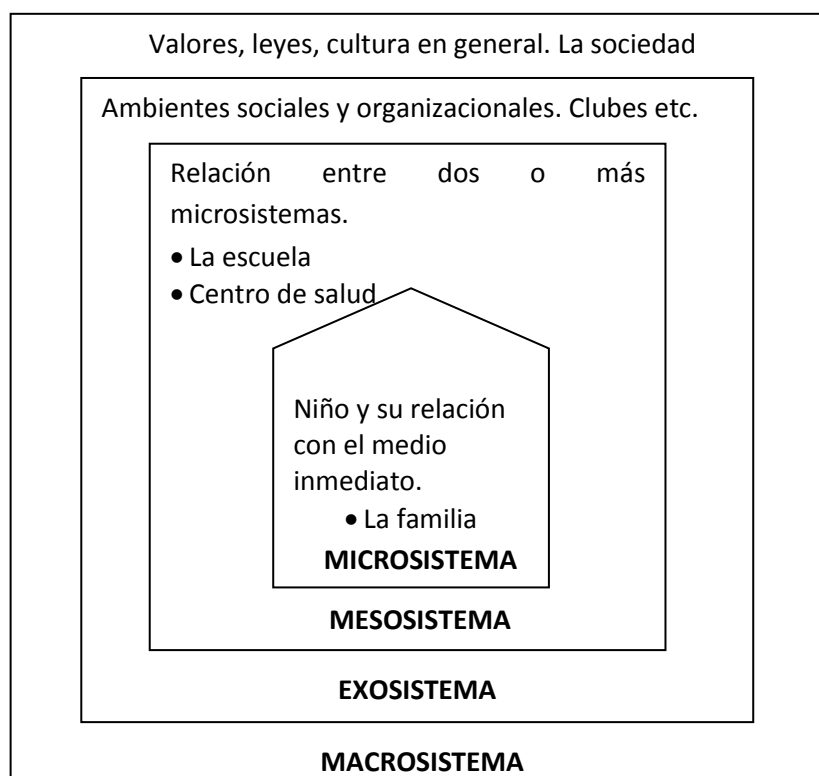 Valores, leyes, cultura en general. La sociedad
Ambientes sociales y organizacionales. Clubes etc.
Relación entre dos o más
microsistemas.
• La escuela
• Centro de salud
Niño y su relación
con el medio
inmediato.
• La familia
MICROSISTEMA
MESOSISTEMA
EXOSISTEMA
MACROSISTEMA